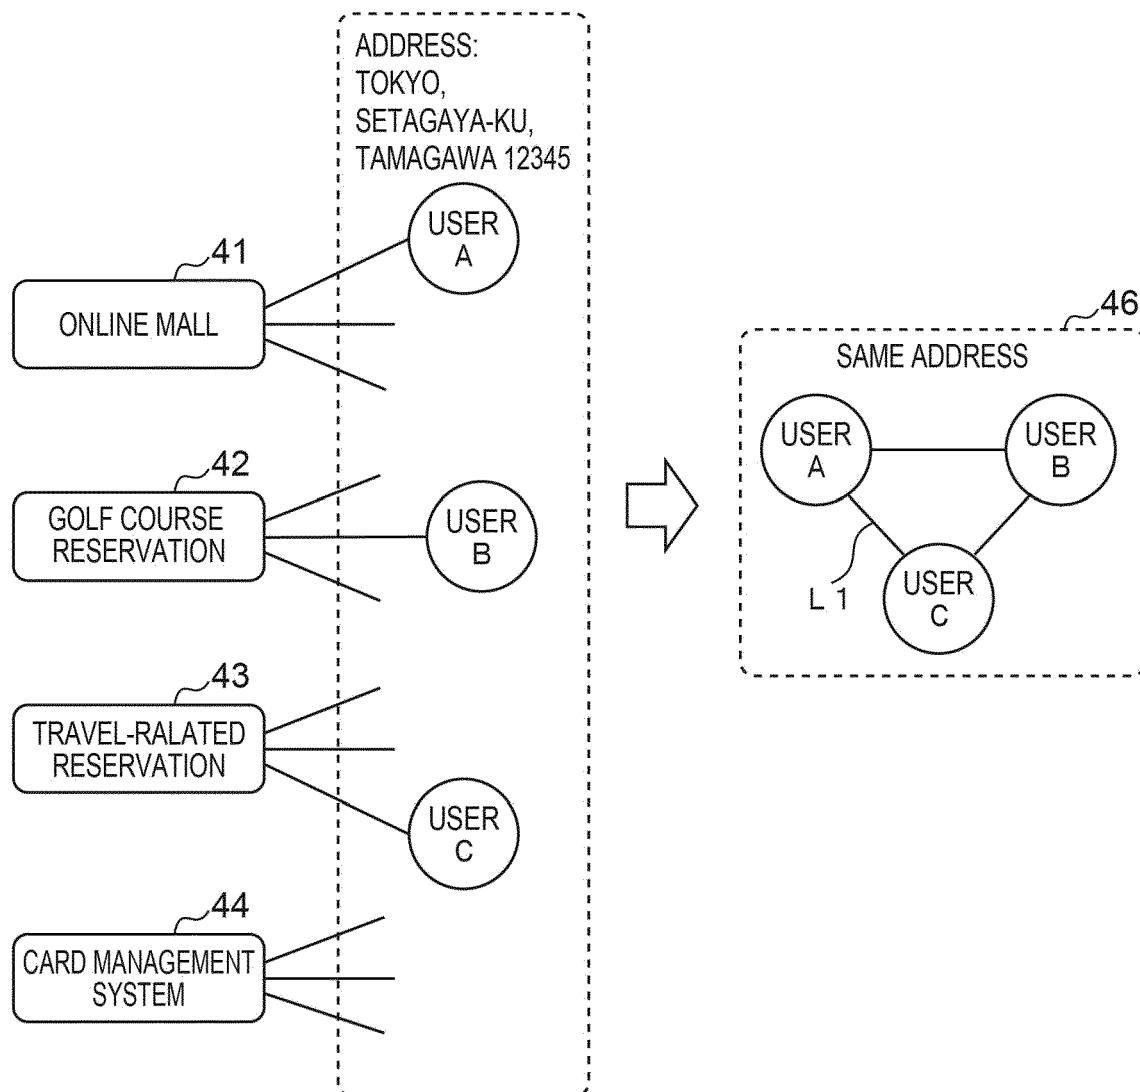 ADDRESS:
TOKYO,
SETAGAYA-KU,
TAMAGAWA 12345
USER
A
41
ONLINE MALL
42
GOLF COURSE
RESERVATION
USER
B
43
TRAVEL-RALATED
RESERVATION
USER
C
44
CARD MANAGEMENT
SYSTEM
46
SAME ADDRESS
USER
A
USER
B
L 1
USER
C